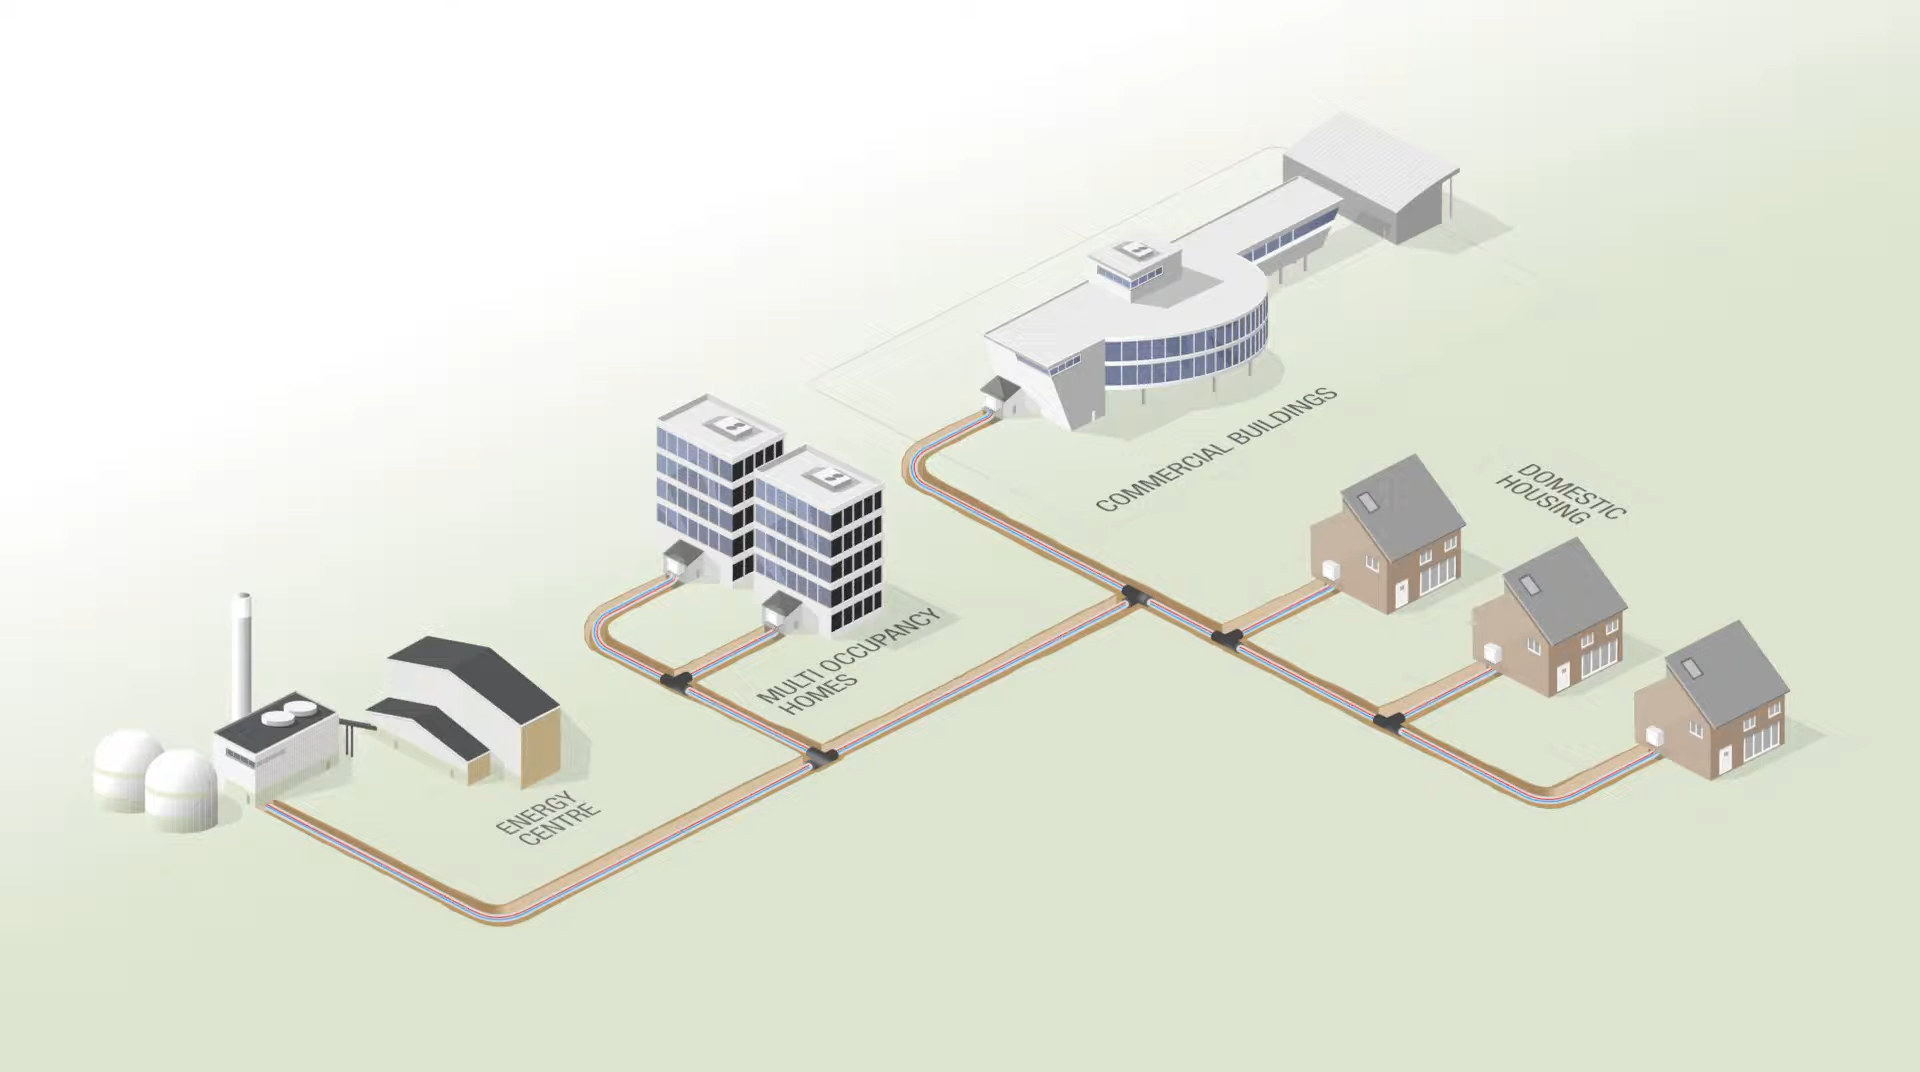 COMMERCIAL BUILDINGS
DOMESTIC
HOUSING
MULTI OCCUPANCY
HOMES
ENERGY
CENTRE